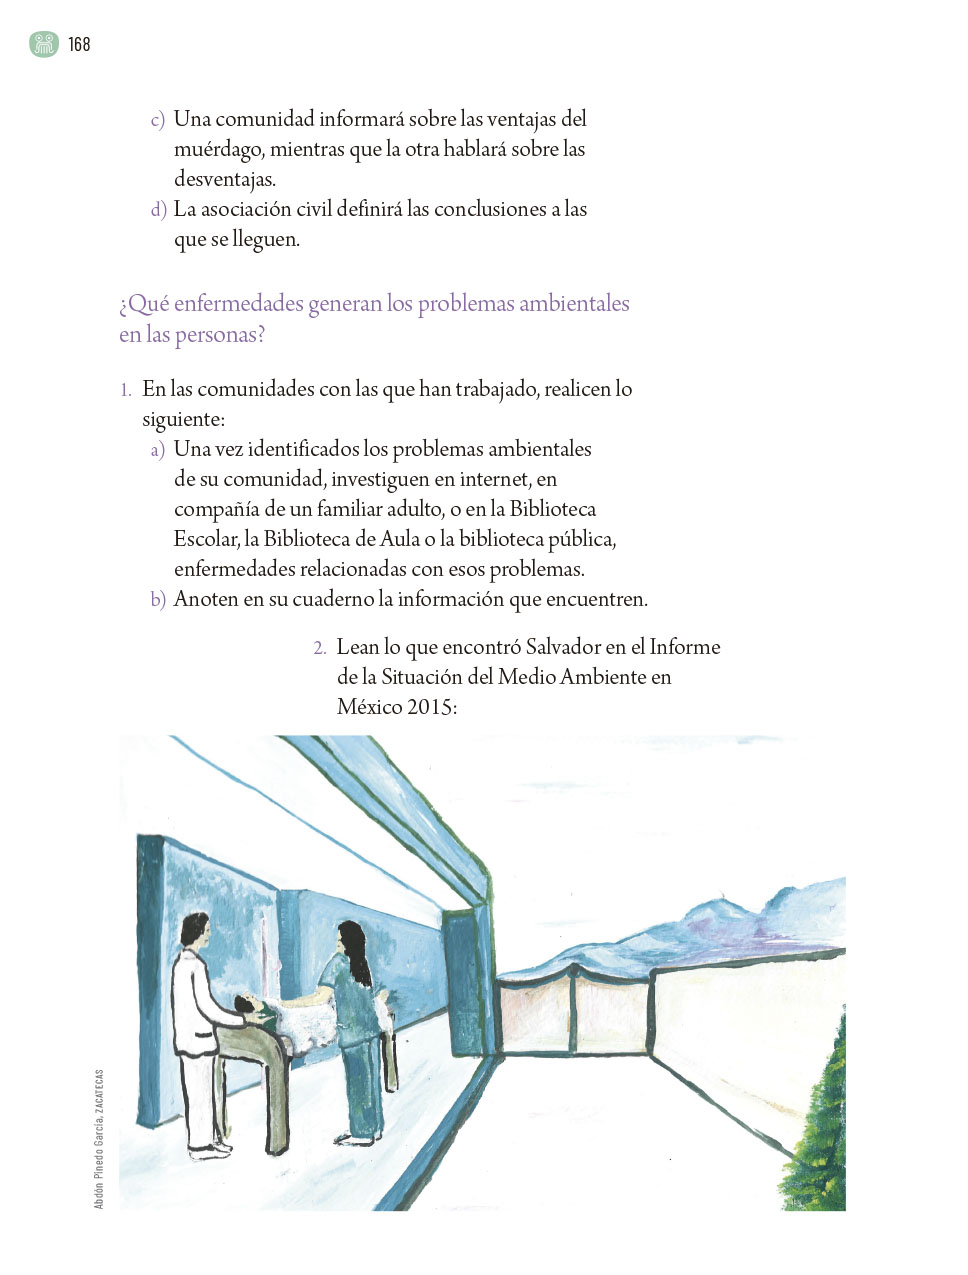 168
c) Una comunidad informará sobre las ventajas del
muérdago, mientras que la otra hablará sobre las
desventajas.
d) La asociación civil definirá las conclusiones a las
que se lleguen.
¿Qué enfermedades generan los problemas ambientales
en las personas?
1. En las comunidades con las que han trabajado, realicen lo
siguiente:
a) Una vez identificados los problemas ambientales
de su comunidad, investiguen en internet, en
compañía de un familiar adulto, o en la Biblioteca
Escolar, la Biblioteca de Aula o la biblioteca pública,
enfermedades relacionadas con esos problemas.
b) Anoten en su cuaderno la información que encuentren.
2. Lean lo que encontró Salvador en el Informe
de la Situación del Medio Ambiente en
México 2015:
Abdón Pinedo García, ZACATECAS